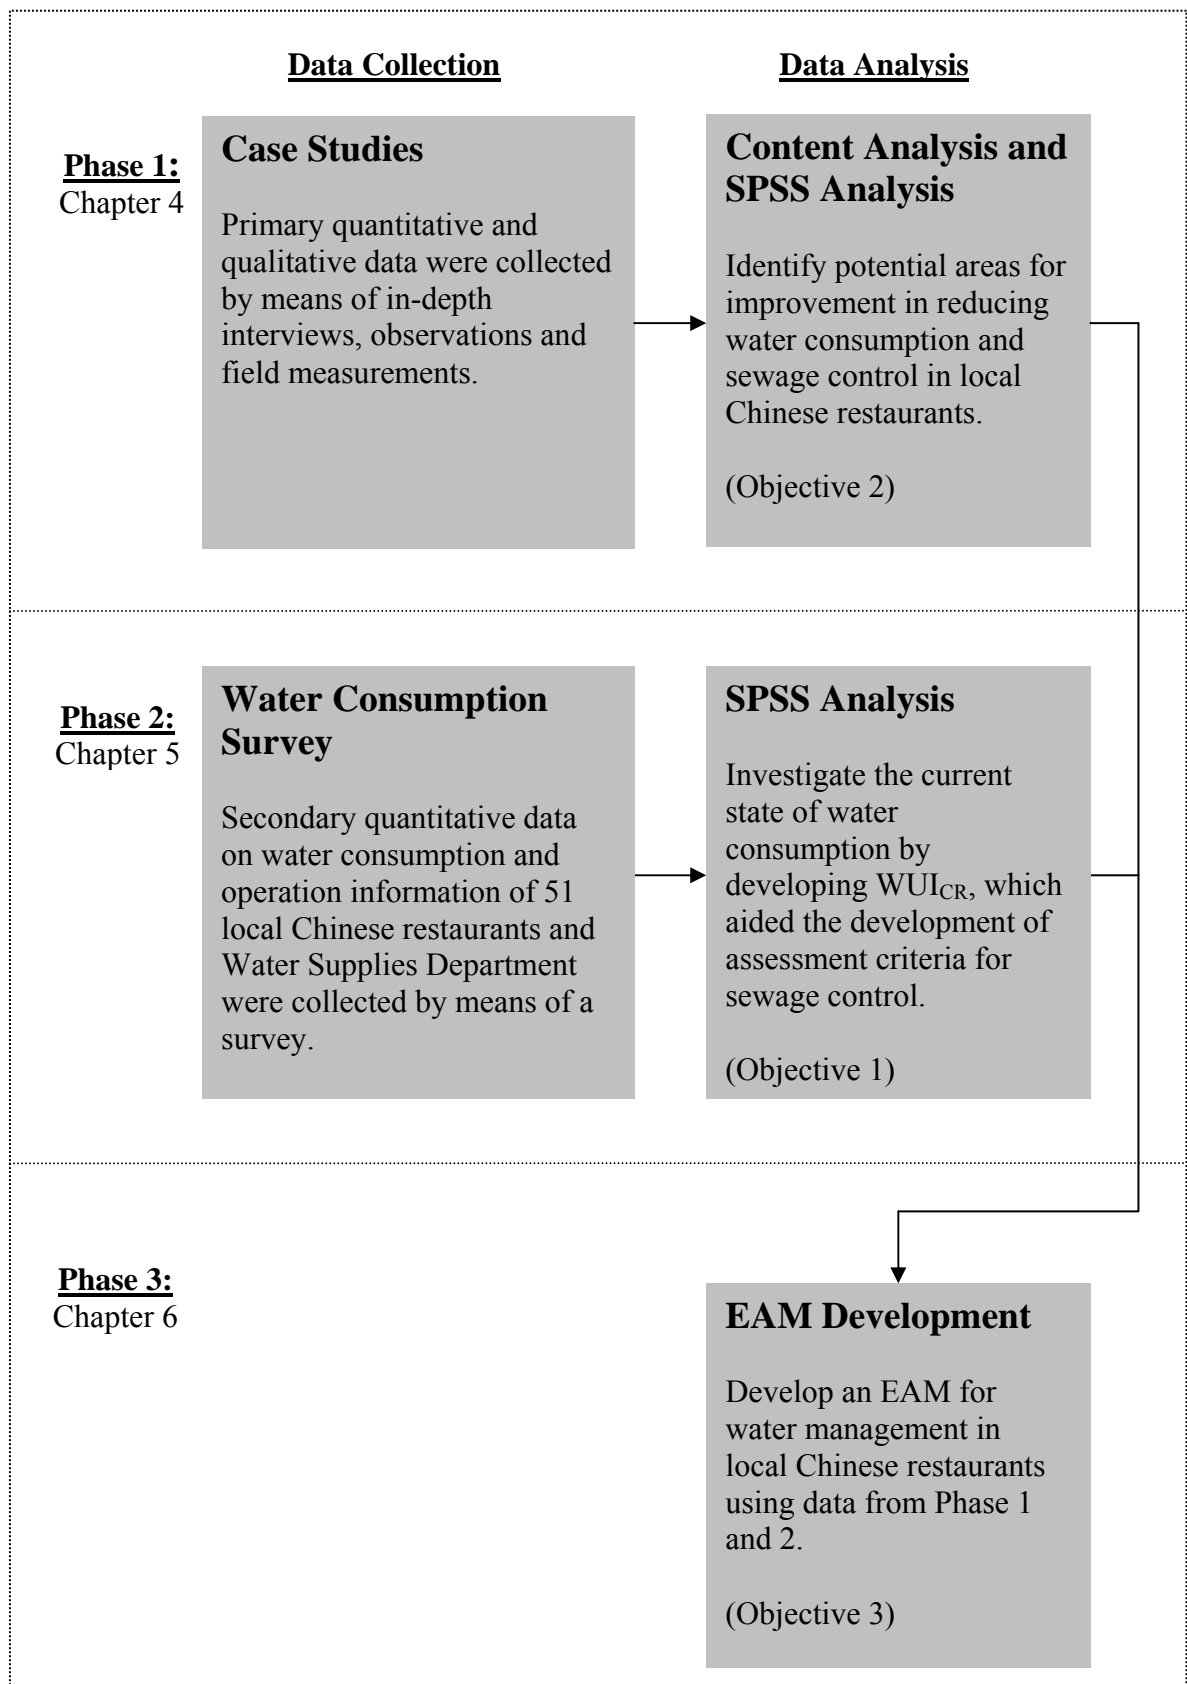 Data Collection
Data Analysis
Phase 1:
Chapter 4
Case Studies
Primary quantitative and
qualitative data were collected
by means of in-depth
interviews, observations and
field measurements.
Content Analysis and
SPSS Analysis
Identify potential areas for
improvement in reducing
water consumption and
sewage control in local
Chinese restaurants.
(Objective 2)
Phase 2:
Chapter 5
Water Consumption
Survey
Secondary quantitative data
on water consumption and
operation information of 51
local Chinese restaurants and
Water Supplies Department
were collected by means of a
survey.
SPSS Analysis
Investigate the current
state of water
consumption by
developing WUICR, which
aided the development of
assessment criteria for
sewage control.
(Objective 1)
Phase 3:
Chapter 6
EAM Development
Develop an EAM for
water management in
local Chinese restaurants
using data from Phase 1
and 2.
(Objective 3)